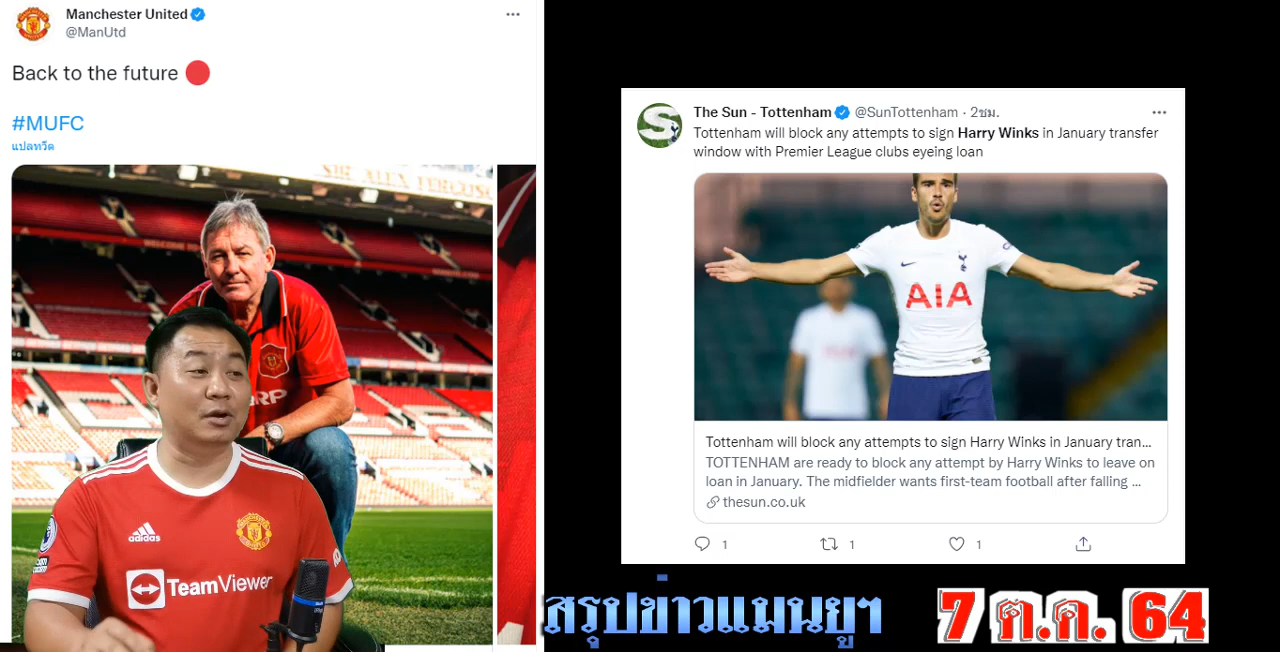 Manchester United
@ManUtd
Back to the future
#MUFC
แปลทวีต
SIR ALEX FERGUSO
adidas
TeamViewer
The Sun - Tottenham @SunTottenham · 2ชม.
Tottenham will block any attempts to sign Harry Winks in January transfer
window with Premier League clubs eyeing loan
AIA
Tottenham will block any attempts to sign Harry Winks in January tran...
TOTTENHAM are ready to block any attempt by Harry Winks to leave on
loan in January. The midfielder wants first-team football after falling ...
thesun.co.uk
1 1 1
สรุปข่าวแมนยูฯ
7 ต.ค. 64